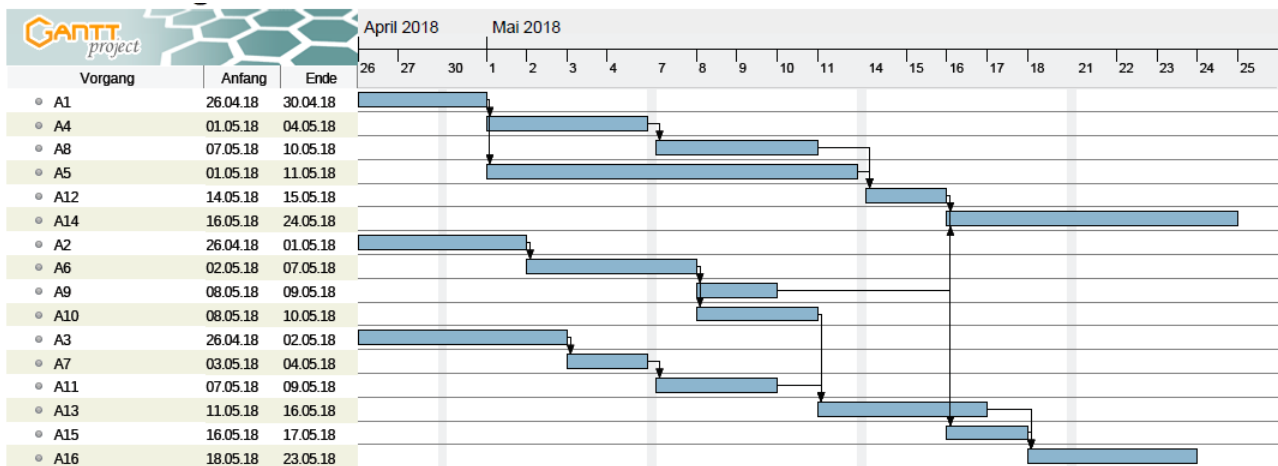 GANTT
project
April 2018 Mai 2018
26 27 30 1 2 3 4 7 8 9 10 11 14 15 16 17 18 21 22 23 24 25
Vorgang Anfang Ende
A1 26.04.18 30.04.18
A4 01.05.18 04.05.18
A8 07.05.18 10.05.18
A5 01.05.18 11.05.18
A12 14.05.18 15.05.18
A14 16.05.18 24.05.18
A2 26.04.18 01.05.18
A6 02.05.18 07.05.18
A9 08.05.18 09.05.18
A10 08.05.18 10.05.18
A3 26.04.18 02.05.18
A7 03.05.18 04.05.18
A11 07.05.18 09.05.18
A13 11.05.18 16.05.18
A15 16.05.18 17.05.18
A16 18.05.18 23.05.18